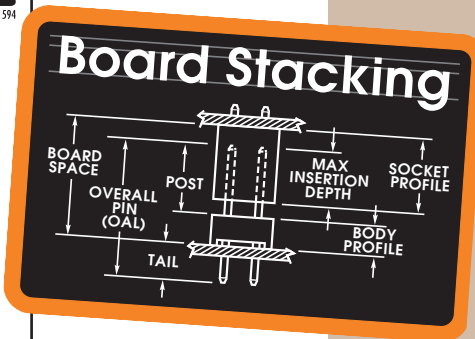 594
Board Stacking
BOARD
SPACE
OVERALL
PIN
(OAL)
POST
TAIL
MAX
INSERTION
DEPTH
SOCKET
PROFILE
BODY
PROFILE